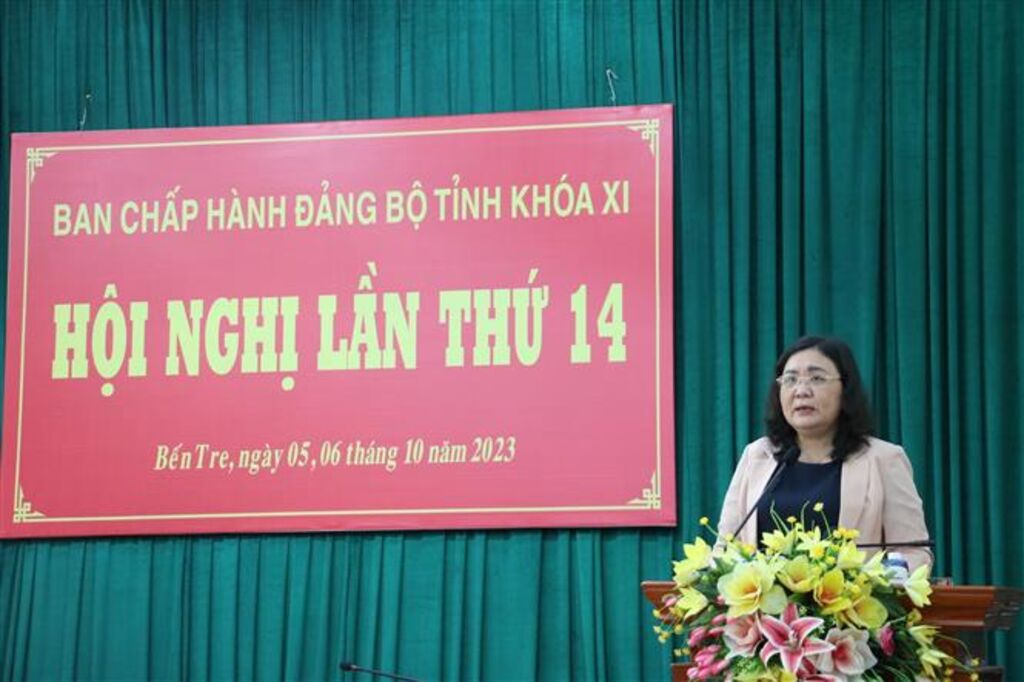 BAN CHẤP HÀNH ĐẢNG BỘ TỈNH KHÓA XI
HỘI NGHỊ LẦN THỨ 14
Bến Tre, ngày 05, 06 tháng 10 năm 2023